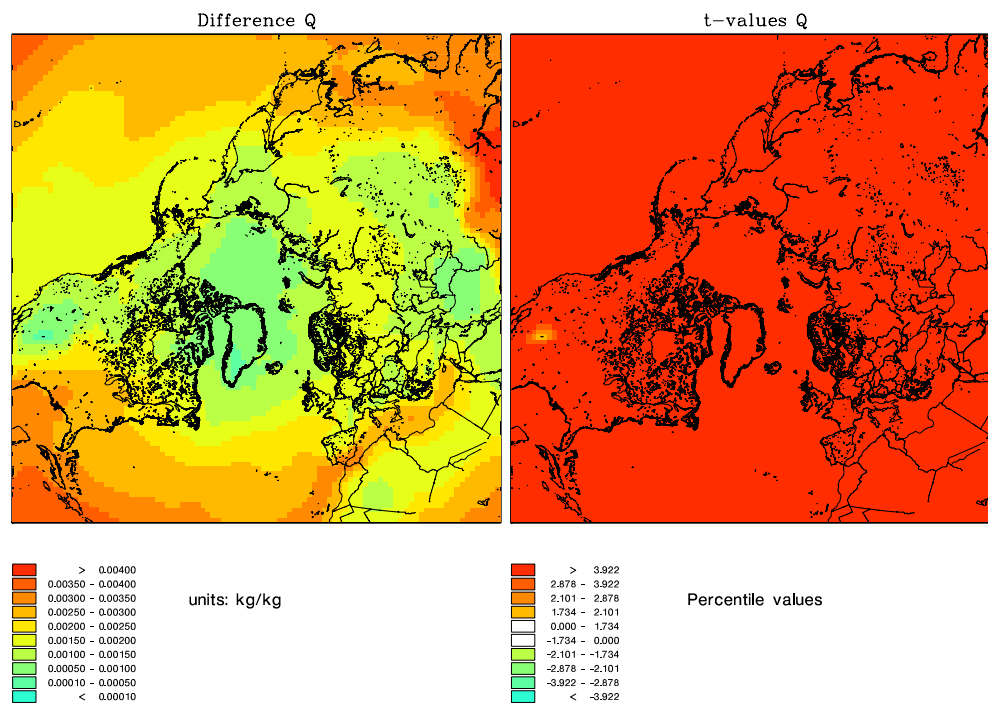 Difference Q
t-values Q
> 0.00400
0.00350 - 0.00400
0.00300 - 0.00350
0.00250 - 0.00300
0.00200 - 0.00250
0.00150 - 0.00200
0.00100 - 0.00150
0.00050 - 0.00100
0.00010 - 0.00050
< 0.00010
units: kg/kg
> 3.922
2.878 - 3.922
2.101 - 2.878
1.734 - 2.101
0.000 - 1.734
-1.734 - 0.000
-2.101 - -1.734
-2.878 - -2.101
-3.922 - -2.878
< -3.922
Percentile values